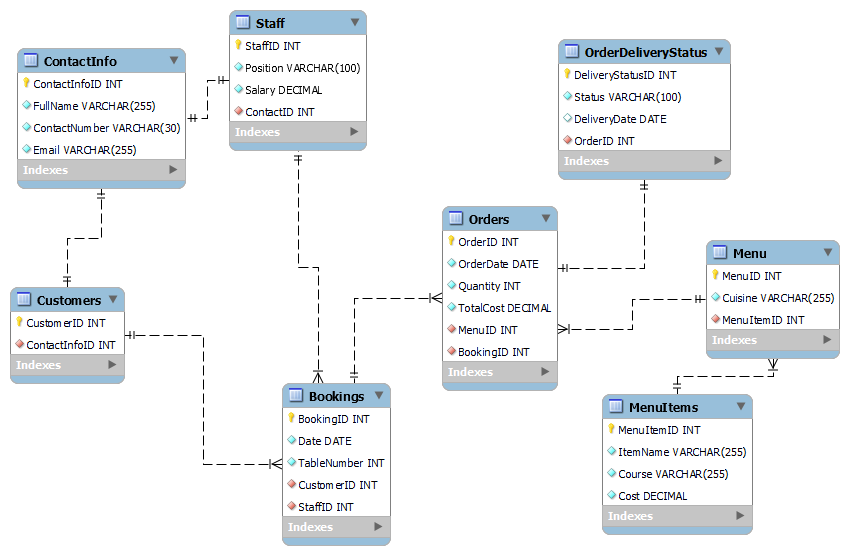 Staff
StaffID INT
Position VARCHAR(100)
Salary DECIMAL
ContactID INT
Indexes
ContactInfo
ContactInfoID INT
FullName VARCHAR(255)
ContactNumber VARCHAR(30)
Email VARCHAR(255)
Indexes
OrderDeliveryStatus
DeliveryStatusID INT
Status VARCHAR(100)
DeliveryDate DATE
OrderID INT
Indexes
Orders
OrderID INT
OrderDate DATE
Quantity INT
TotalCost DECIMAL
MenuID INT
BookingID INT
Indexes
Menu
MenuID INT
Cuisine VARCHAR(255)
MenuItemID INT
Indexes
Customers
CustomerID INT
ContactInfoID INT
Indexes
Bookings
BookingID INT
Date DATE
TableNumber INT
CustomerID INT
StaffID INT
Indexes
MenuItems
MenuItemID INT
ItemName VARCHAR(255)
Course VARCHAR(255)
Cost DECIMAL
Indexes